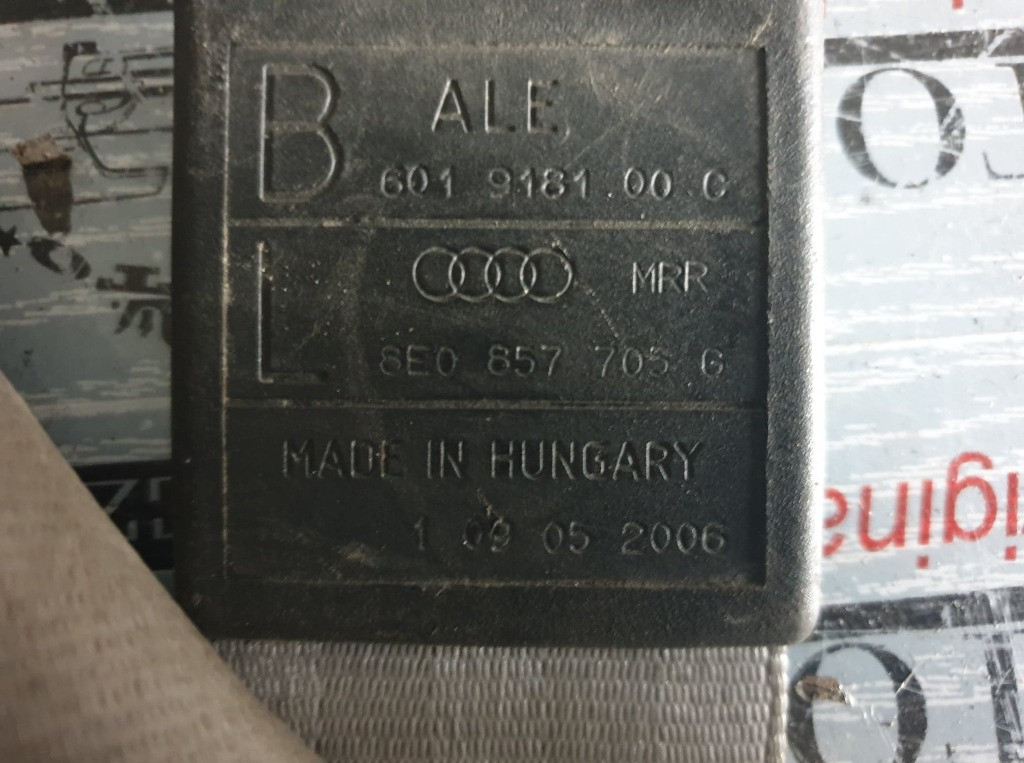 B ALE
601 9181.00.C
L MRR
8E0 857 705 G
MADE IN HUNGARY
1 09 05 2006